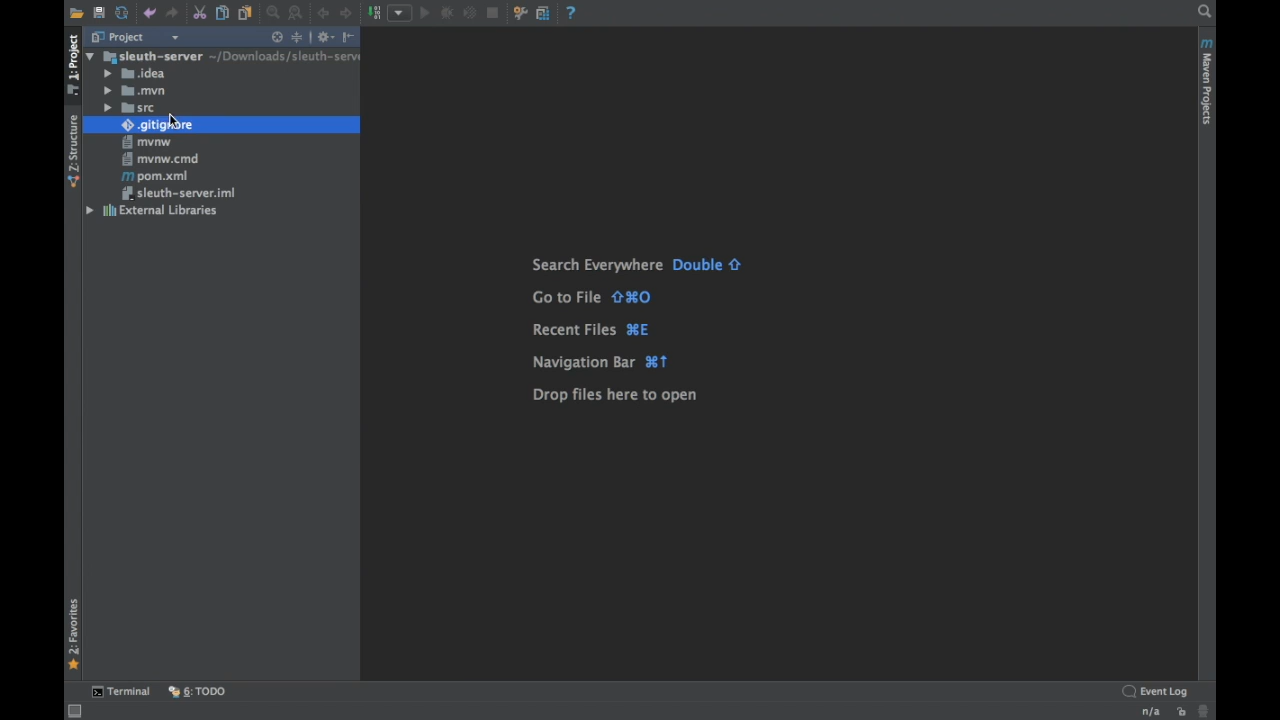 Project
1: Project
sleuth-server ~/Downloads/sleuth-serve
.idea
.mvn
src
.gitignore
mvnw
mvnw.cmd
pom.xml
sleuth-server.iml
External Libraries
Z: Structure
2: Favorites
Search Everywhere Double ⇧
Go to File ⇧⌘O
Recent Files ⌘E
Navigation Bar ⌘↑
Drop files here to open
Maven Projects
Terminal
6: TODO
Event Log
n/a